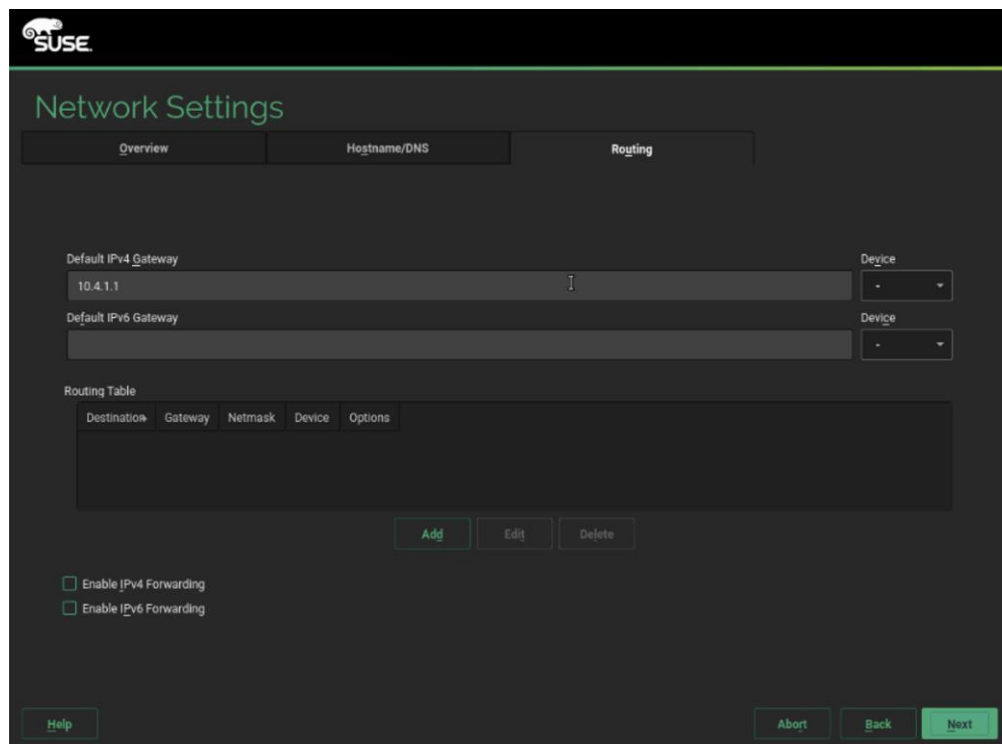 SUSE.
Network Settings
Overview Hostname/DNS Routing
Default IPv4 Gateway Device
10.4.1.1 -
Default IPv6 Gateway Device
-
Routing Table
Destination Gateway Netmask Device Options
Add Edit Delete
Enable IPv4 Forwarding
Enable IPv6 Forwarding
Help Abort Back Next